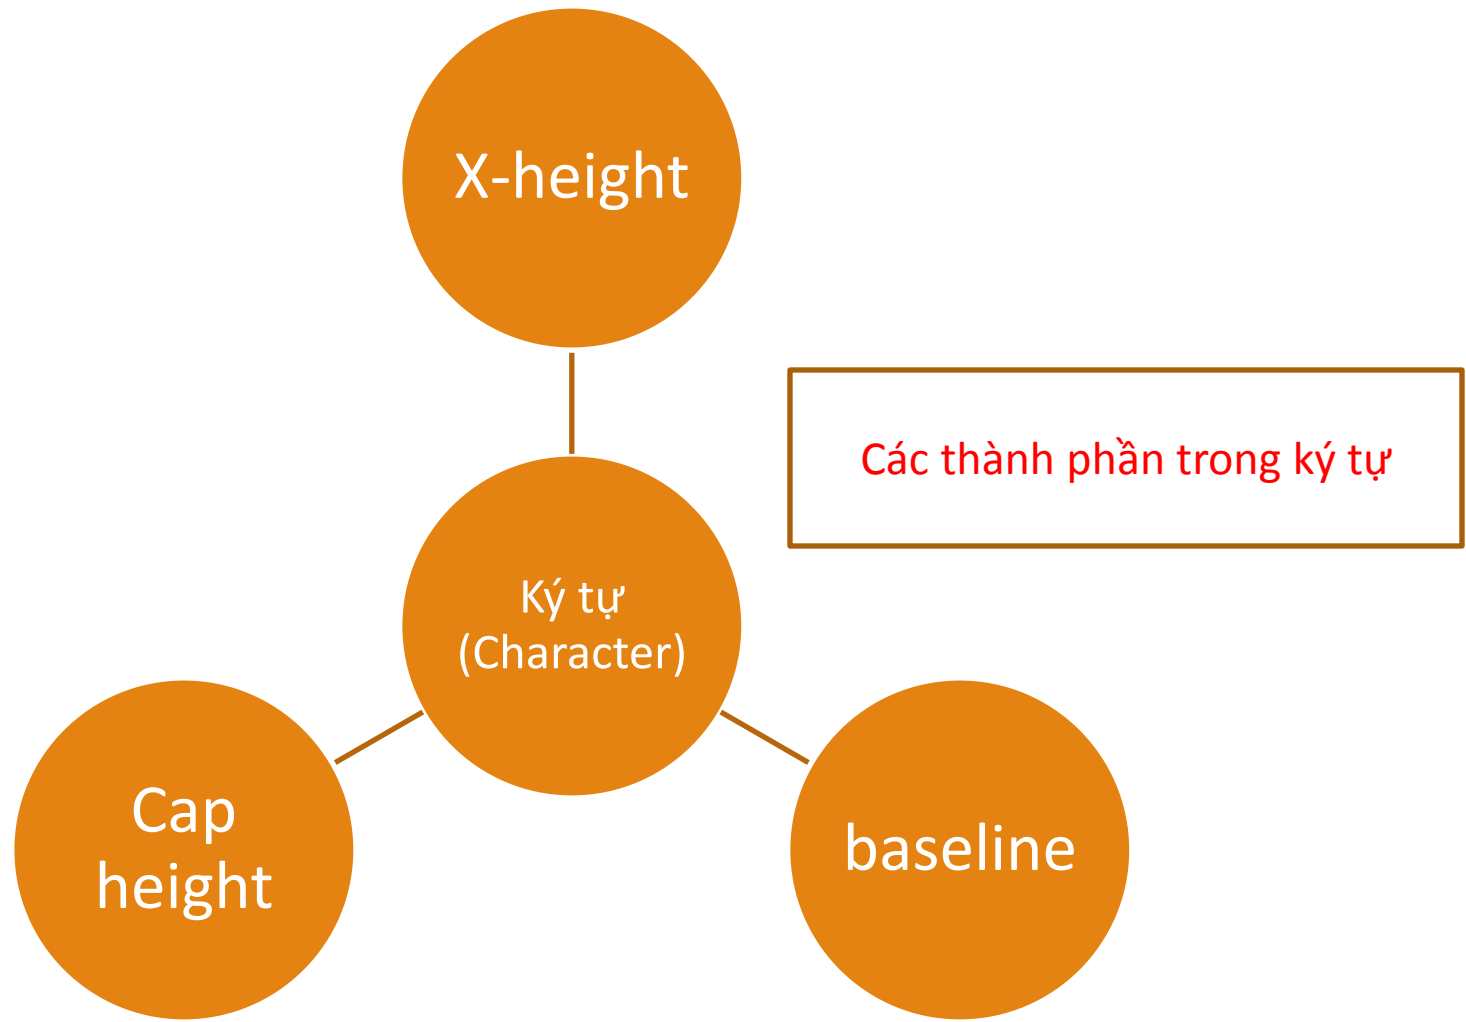 X-height
Các thành phần trong ký tự
Ký tự
(Character)
Cap
height
baseline